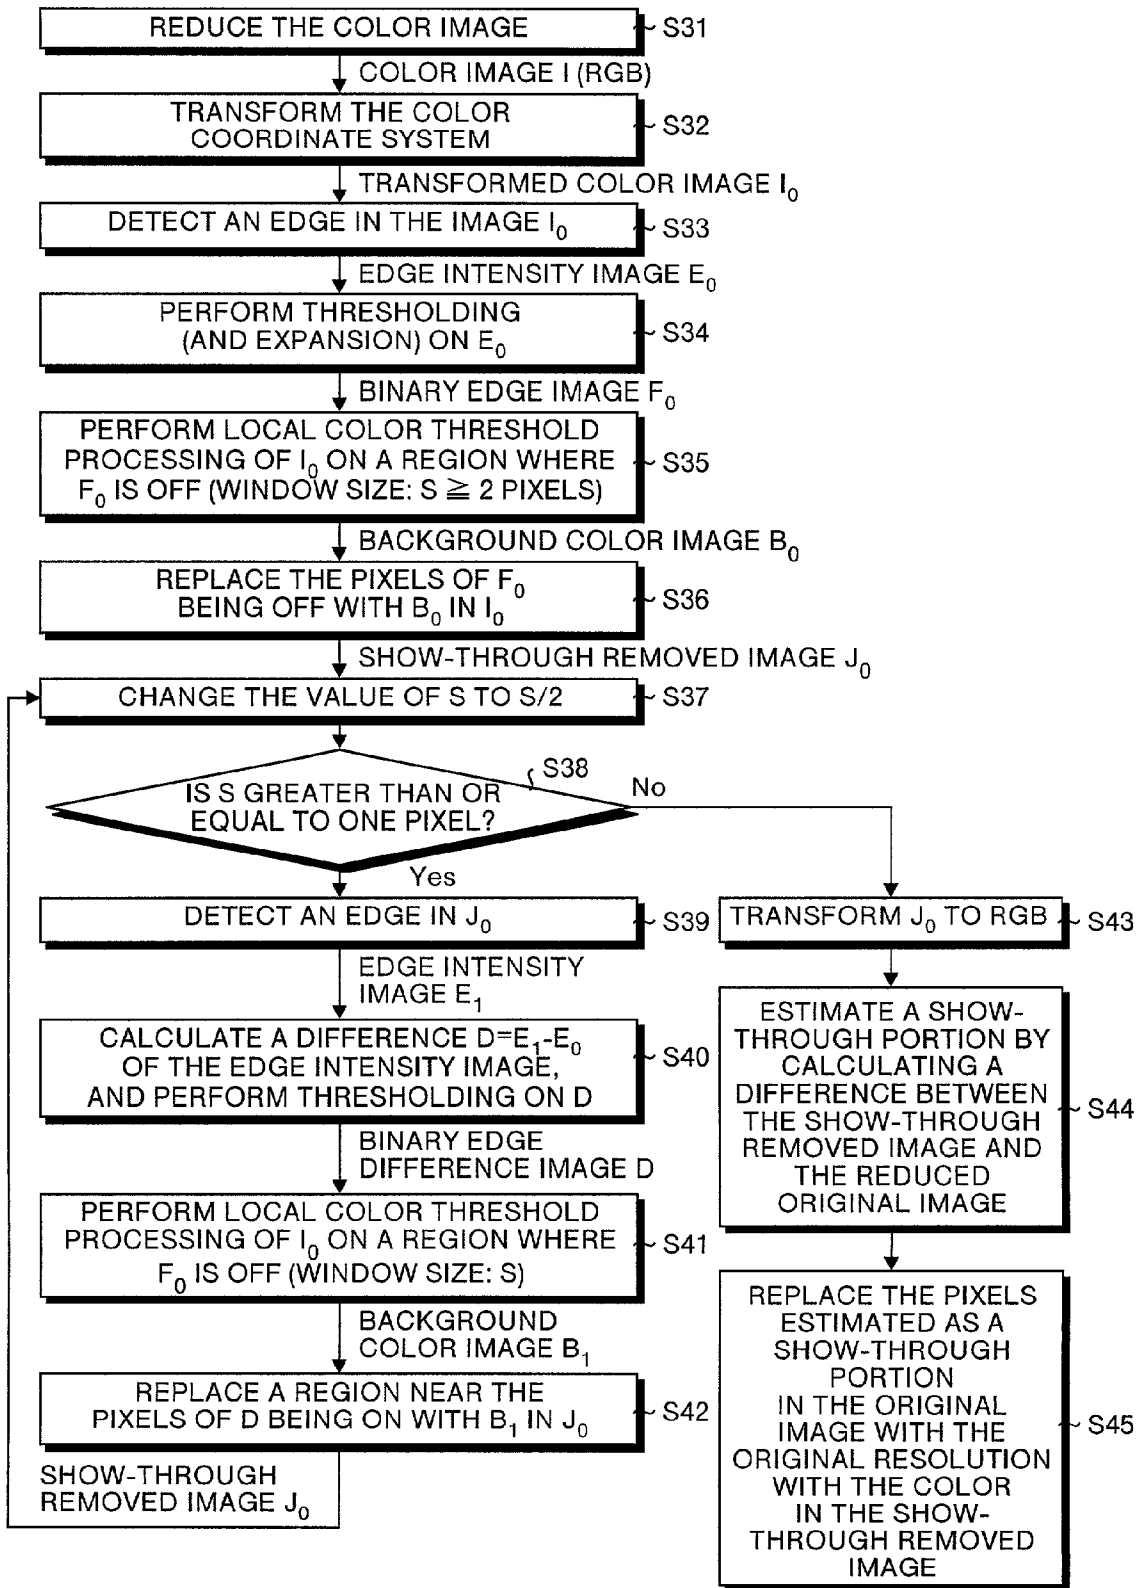 REDUCE THE COLOR IMAGE
S31
COLOR IMAGE I (RGB)
TRANSFORM THE COLOR
COORDINATE SYSTEM
S32
TRANSFORMED COLOR IMAGE I₀
DETECT AN EDGE IN THE IMAGE I₀
S33
EDGE INTENSITY IMAGE E₀
PERFORM THRESHOLDING
(AND EXPANSION) ON E₀
S34
BINARY EDGE IMAGE F₀
PERFORM LOCAL COLOR THRESHOLD
PROCESSING OF I₀ ON A REGION WHERE
F₀ IS OFF (WINDOW SIZE: S ≧ 2 PIXELS)
S35
BACKGROUND COLOR IMAGE B₀
REPLACE THE PIXELS OF F₀
BEING OFF WITH B₀ IN I₀
S36
SHOW-THROUGH REMOVED IMAGE J₀
CHANGE THE VALUE OF S TO S/2
S37
IS S GREATER THAN OR
EQUAL TO ONE PIXEL?
S38
No
Yes
DETECT AN EDGE IN J₀
S39
EDGE INTENSITY
IMAGE E₁
CALCULATE A DIFFERENCE D=E₁-E₀
OF THE EDGE INTENSITY IMAGE,
AND PERFORM THRESHOLDING ON D
S40
BINARY EDGE
DIFFERENCE IMAGE D
PERFORM LOCAL COLOR THRESHOLD
PROCESSING OF I₀ ON A REGION WHERE
F₀ IS OFF (WINDOW SIZE: S)
S41
BACKGROUND
COLOR IMAGE B₁
REPLACE A REGION NEAR THE
PIXELS OF D BEING ON WITH B₁ IN J₀
S42
SHOW-THROUGH
REMOVED IMAGE J₀
TRANSFORM J₀ TO RGB
S43
ESTIMATE A SHOW-
THROUGH PORTION BY
CALCULATING A
DIFFERENCE BETWEEN
THE SHOW-THROUGH
REMOVED IMAGE AND
THE REDUCED
ORIGINAL IMAGE
S44
REPLACE THE PIXELS
ESTIMATED AS A
SHOW-THROUGH
PORTION
IN THE ORIGINAL
IMAGE WITH THE
ORIGINAL RESOLUTION
WITH THE COLOR
IN THE SHOW-
THROUGH REMOVED
IMAGE
S45